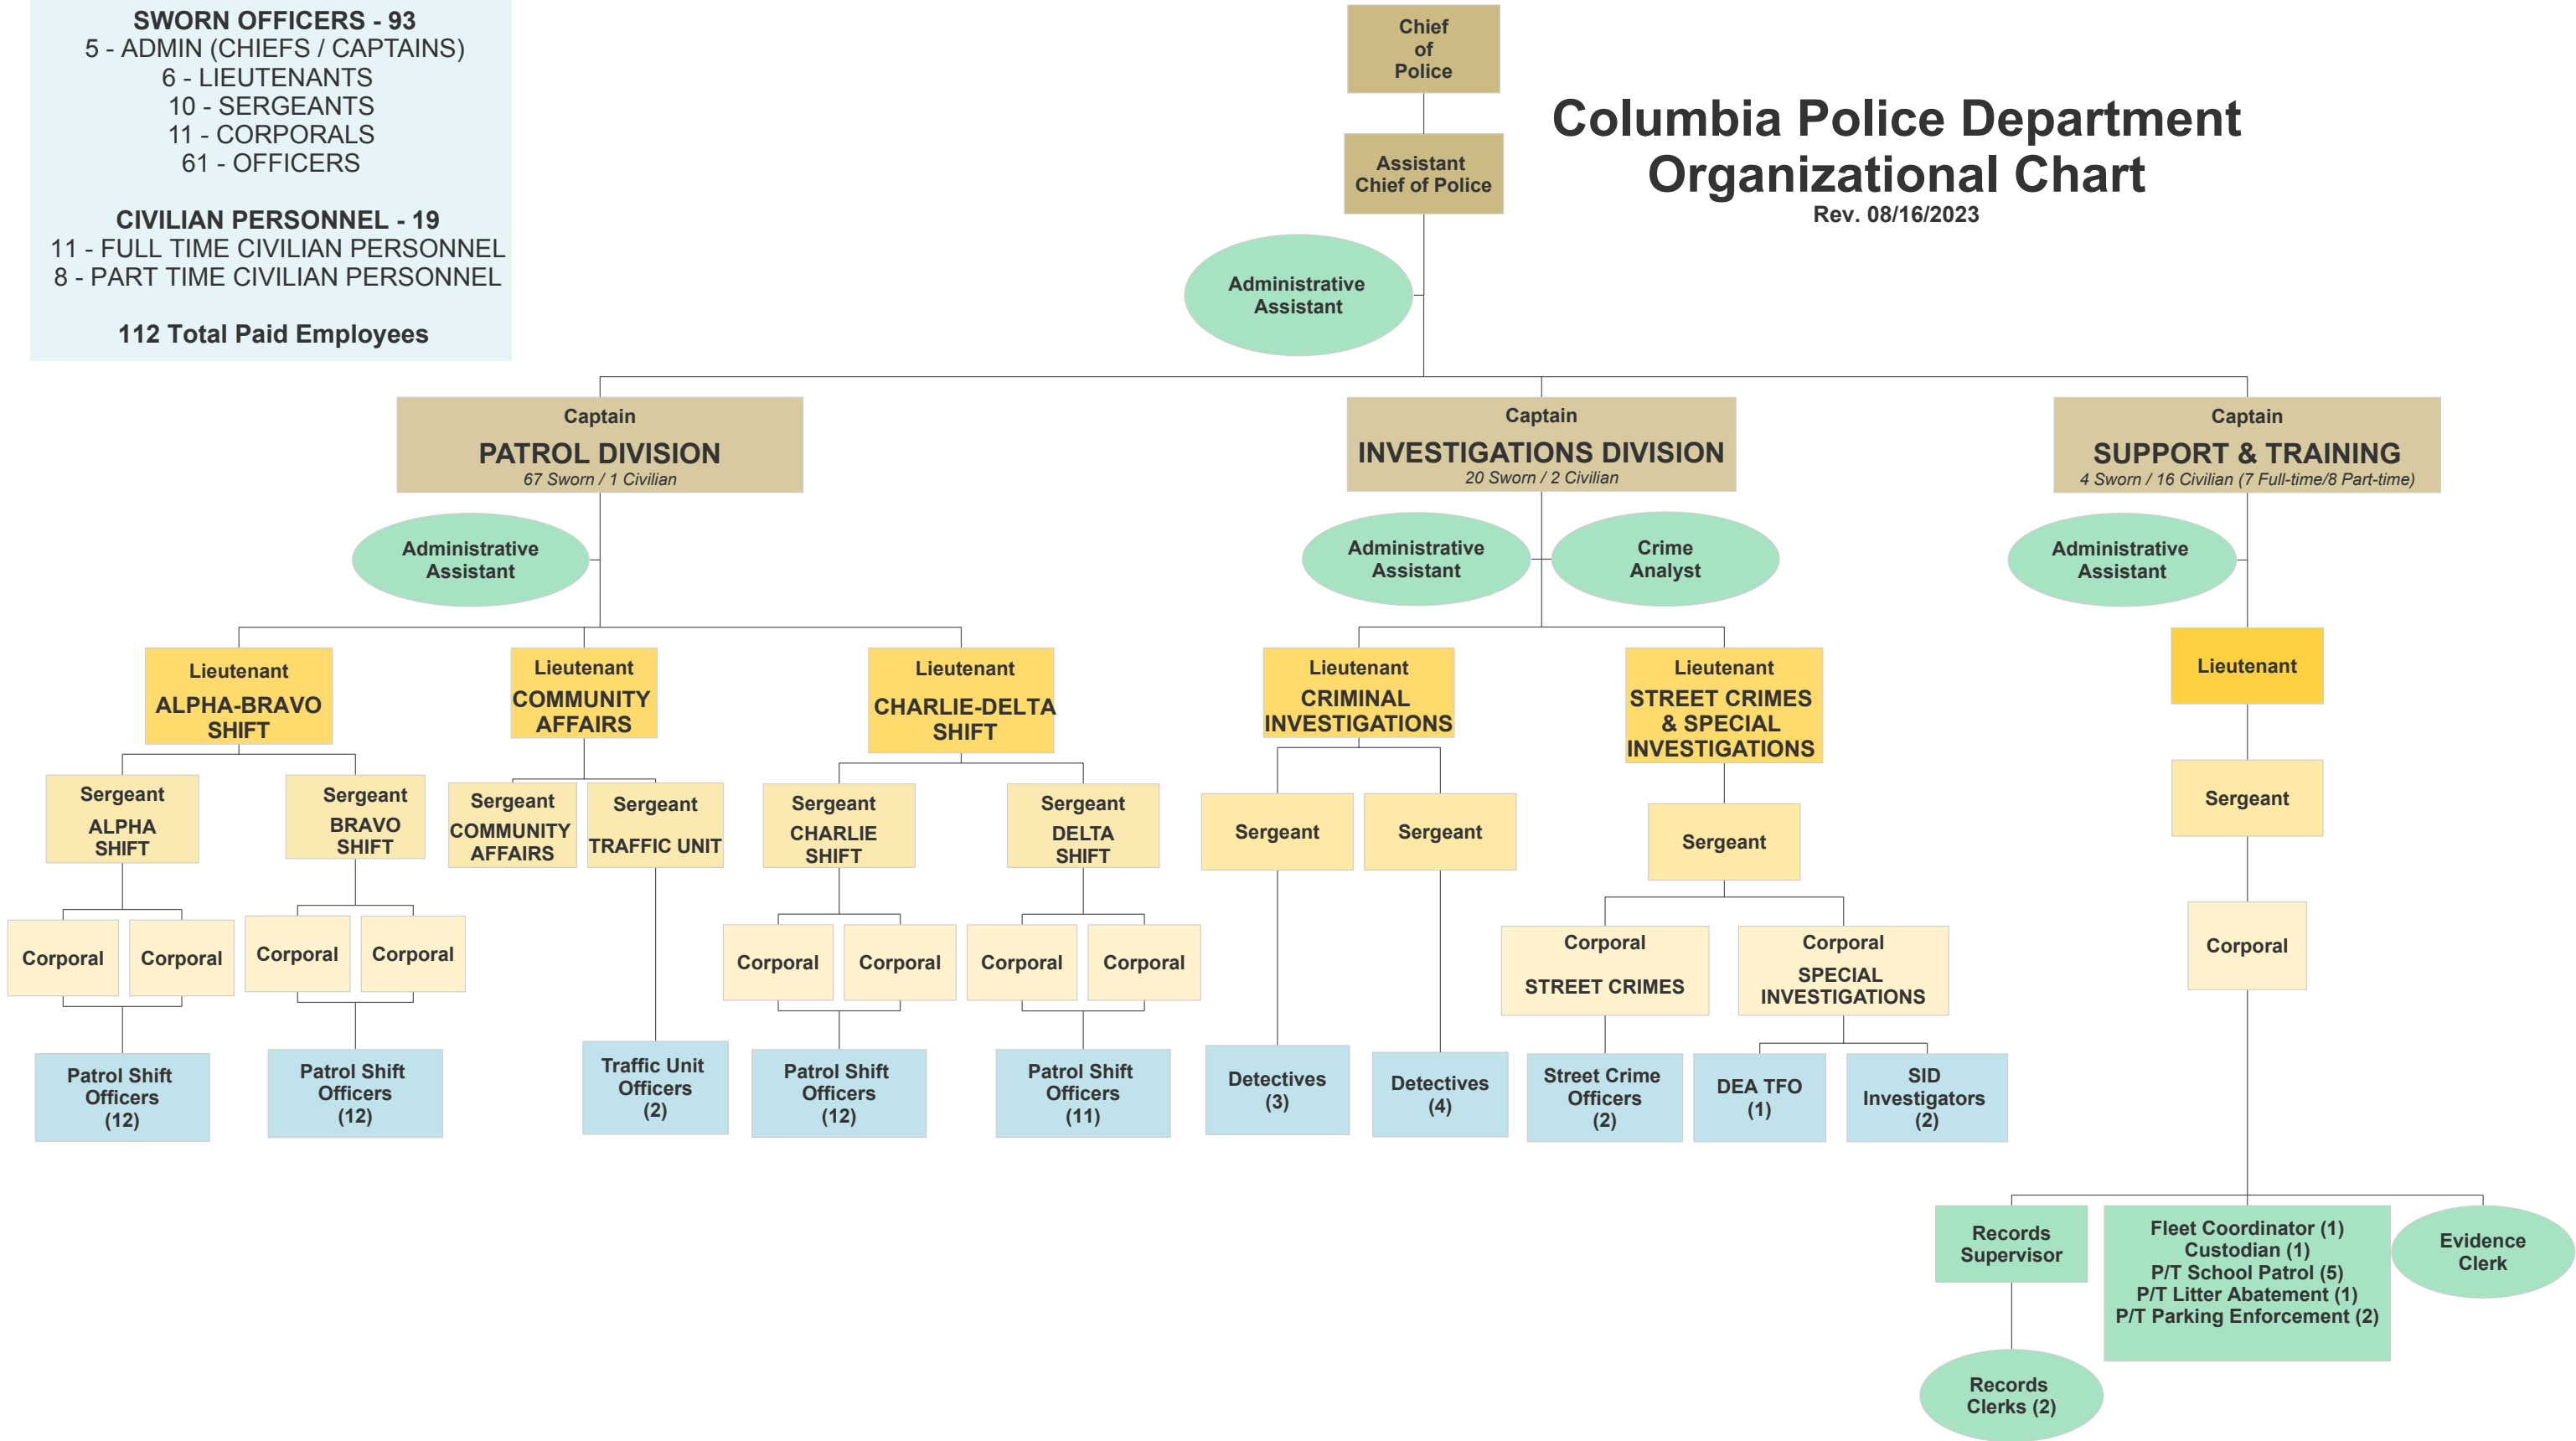 SWORN OFFICERS - 93
5 - ADMIN (CHIEFS / CAPTAINS)
6 - LIEUTENANTS
10 - SERGEANTS
11 - CORPORALS
61 - OFFICERS
CIVILIAN PERSONNEL - 19
11 - FULL TIME CIVILIAN PERSONNEL
8 - PART TIME CIVILIAN PERSONNEL
112 Total Paid Employees
Chief
of
Police
Columbia Police Department
Organizational Chart
Rev. 08/16/2023
Assistant
Chief of Police
Administrative
Assistant
Captain
PATROL DIVISION
67 Sworn / 1 Civilian
Captain
INVESTIGATIONS DIVISION
20 Sworn / 2 Civilian
Captain
SUPPORT & TRAINING
4 Sworn / 16 Civilian (7 Full-time/8 Part-time)
Administrative
Assistant
Administrative
Assistant
Crime
Analyst
Administrative
Assistant
Lieutenant
ALPHA-BRAVO
SHIFT
Lieutenant
COMMUNITY
AFFAIRS
Lieutenant
CHARLIE-DELTA
SHIFT
Lieutenant
CRIMINAL
INVESTIGATIONS
Lieutenant
STREET CRIMES
& SPECIAL
INVESTIGATIONS
Lieutenant
Sergeant
ALPHA
SHIFT
Sergeant
BRAVO
SHIFT
Sergeant
COMMUNITY
AFFAIRS
Sergeant
TRAFFIC UNIT
Sergeant
CHARLIE
SHIFT
Sergeant
DELTA
SHIFT
Sergeant
Sergeant
Sergeant
Sergeant
Corporal
Corporal
Corporal
Corporal
Corporal
Corporal
Corporal
Corporal
Corporal
STREET CRIMES
Corporal
SPECIAL
INVESTIGATIONS
Corporal
Patrol Shift
Officers
(12)
Patrol Shift
Officers
(12)
Traffic Unit
Officers
(2)
Patrol Shift
Officers
(12)
Patrol Shift
Officers
(11)
Detectives
(3)
Detectives
(4)
Street Crime
Officers
(2)
DEA TFO
(1)
SID
Investigators
(2)
Records
Supervisor
Fleet Coordinator (1)
Custodian (1)
P/T School Patrol (5)
P/T Litter Abatement (1)
P/T Parking Enforcement (2)
Evidence
Clerk
Records
Clerks (2)